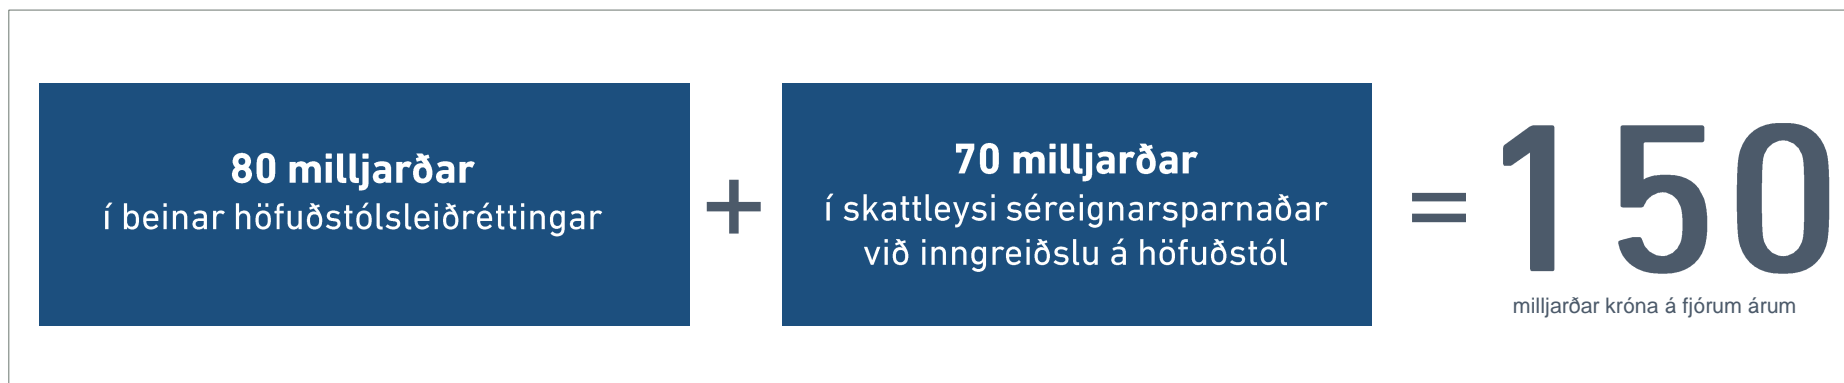 80 milljarðar
í beinar höfuðstólsleiðréttingar
+
70 milljarðar
í skattleysi séreignarsparnaðar
við inngreiðslu á höfuðstól
= 150
milljarðar króna á fjórum árum